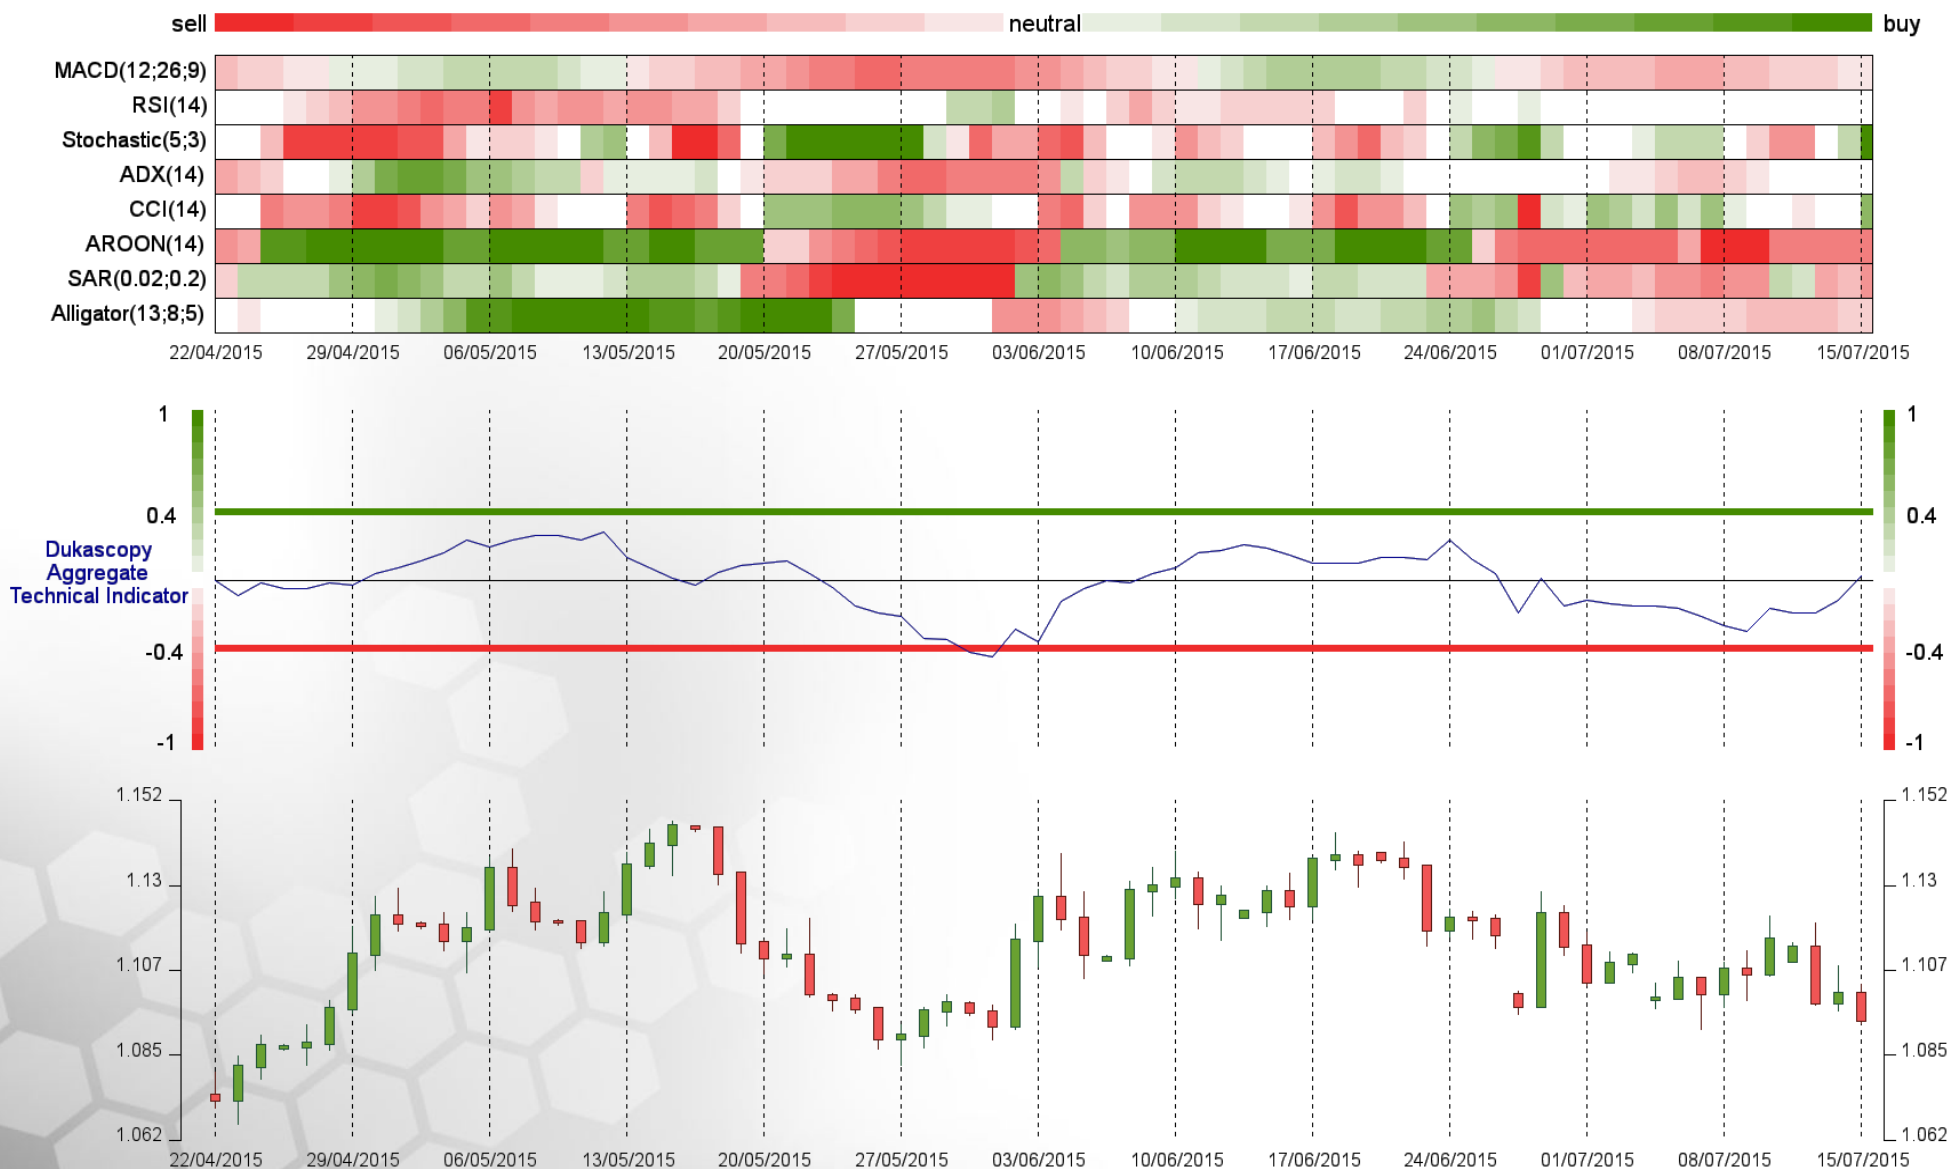 sell neutral buy
MACD(12;26;9)
RSI(14)
Stochastic(5;3)
ADX(14)
CCI(14)
AROON(14)
SAR(0.02;0.2)
Alligator(13;8;5)
22/04/2015 29/04/2015 06/05/2015 13/05/2015 20/05/2015 27/05/2015 03/06/2015 10/06/2015 17/06/2015 24/06/2015 01/07/2015 08/07/2015 15/07/2015
1 1
0.4 0.4
Dukascopy
Aggregate
Technical Indicator
-0.4 -0.4
-1 -1
1.152 1.152
1.13 1.13
1.107 1.107
1.085 1.085
1.062 1.062
22/04/2015 29/04/2015 06/05/2015 13/05/2015 20/05/2015 27/05/2015 03/06/2015 10/06/2015 17/06/2015 24/06/2015 01/07/2015 08/07/2015 15/07/2015